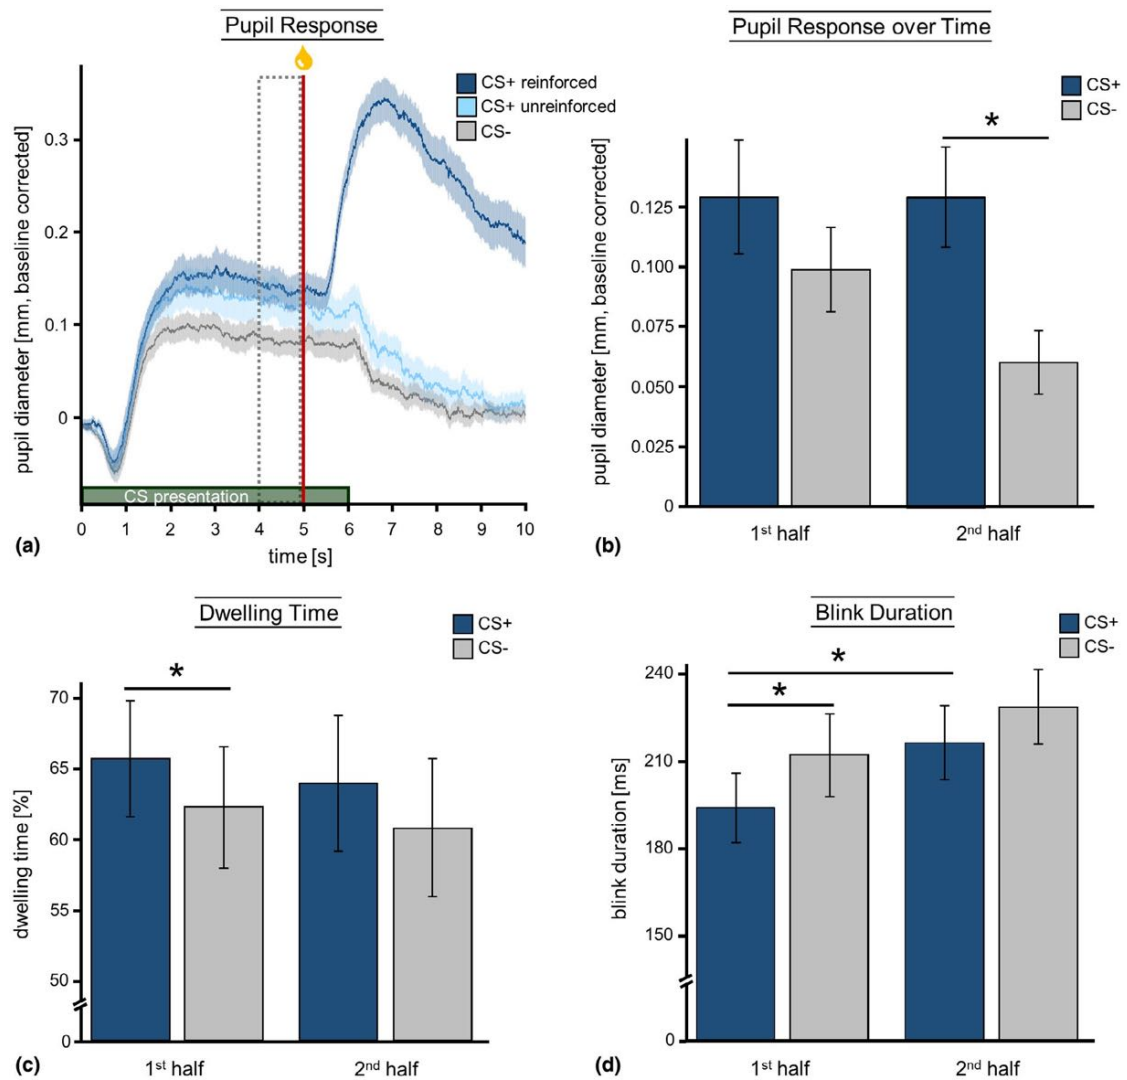 Pupil Response
CS+ reinforced
CS+ unreinforced
CS-
pupil diameter [mm, baseline corrected]
0.3
0.2
0.1
0
CS presentation
0 1 2 3 4 5 6 7 8 9 10
time [s]
(a)
Pupil Response over Time
CS+
CS-
*
pupil diameter [mm, baseline corrected]
0.125
0.100
0.075
0.050
0.025
0
1st half 2nd half
(b)
Dwelling Time
CS+
CS-
*
dwelling time [%]
70
65
60
55
50
0
1st half 2nd half
(c)
Blink Duration
CS+
CS-
*
*
blink duration [ms]
240
210
180
150
0
1st half 2nd half
(d)